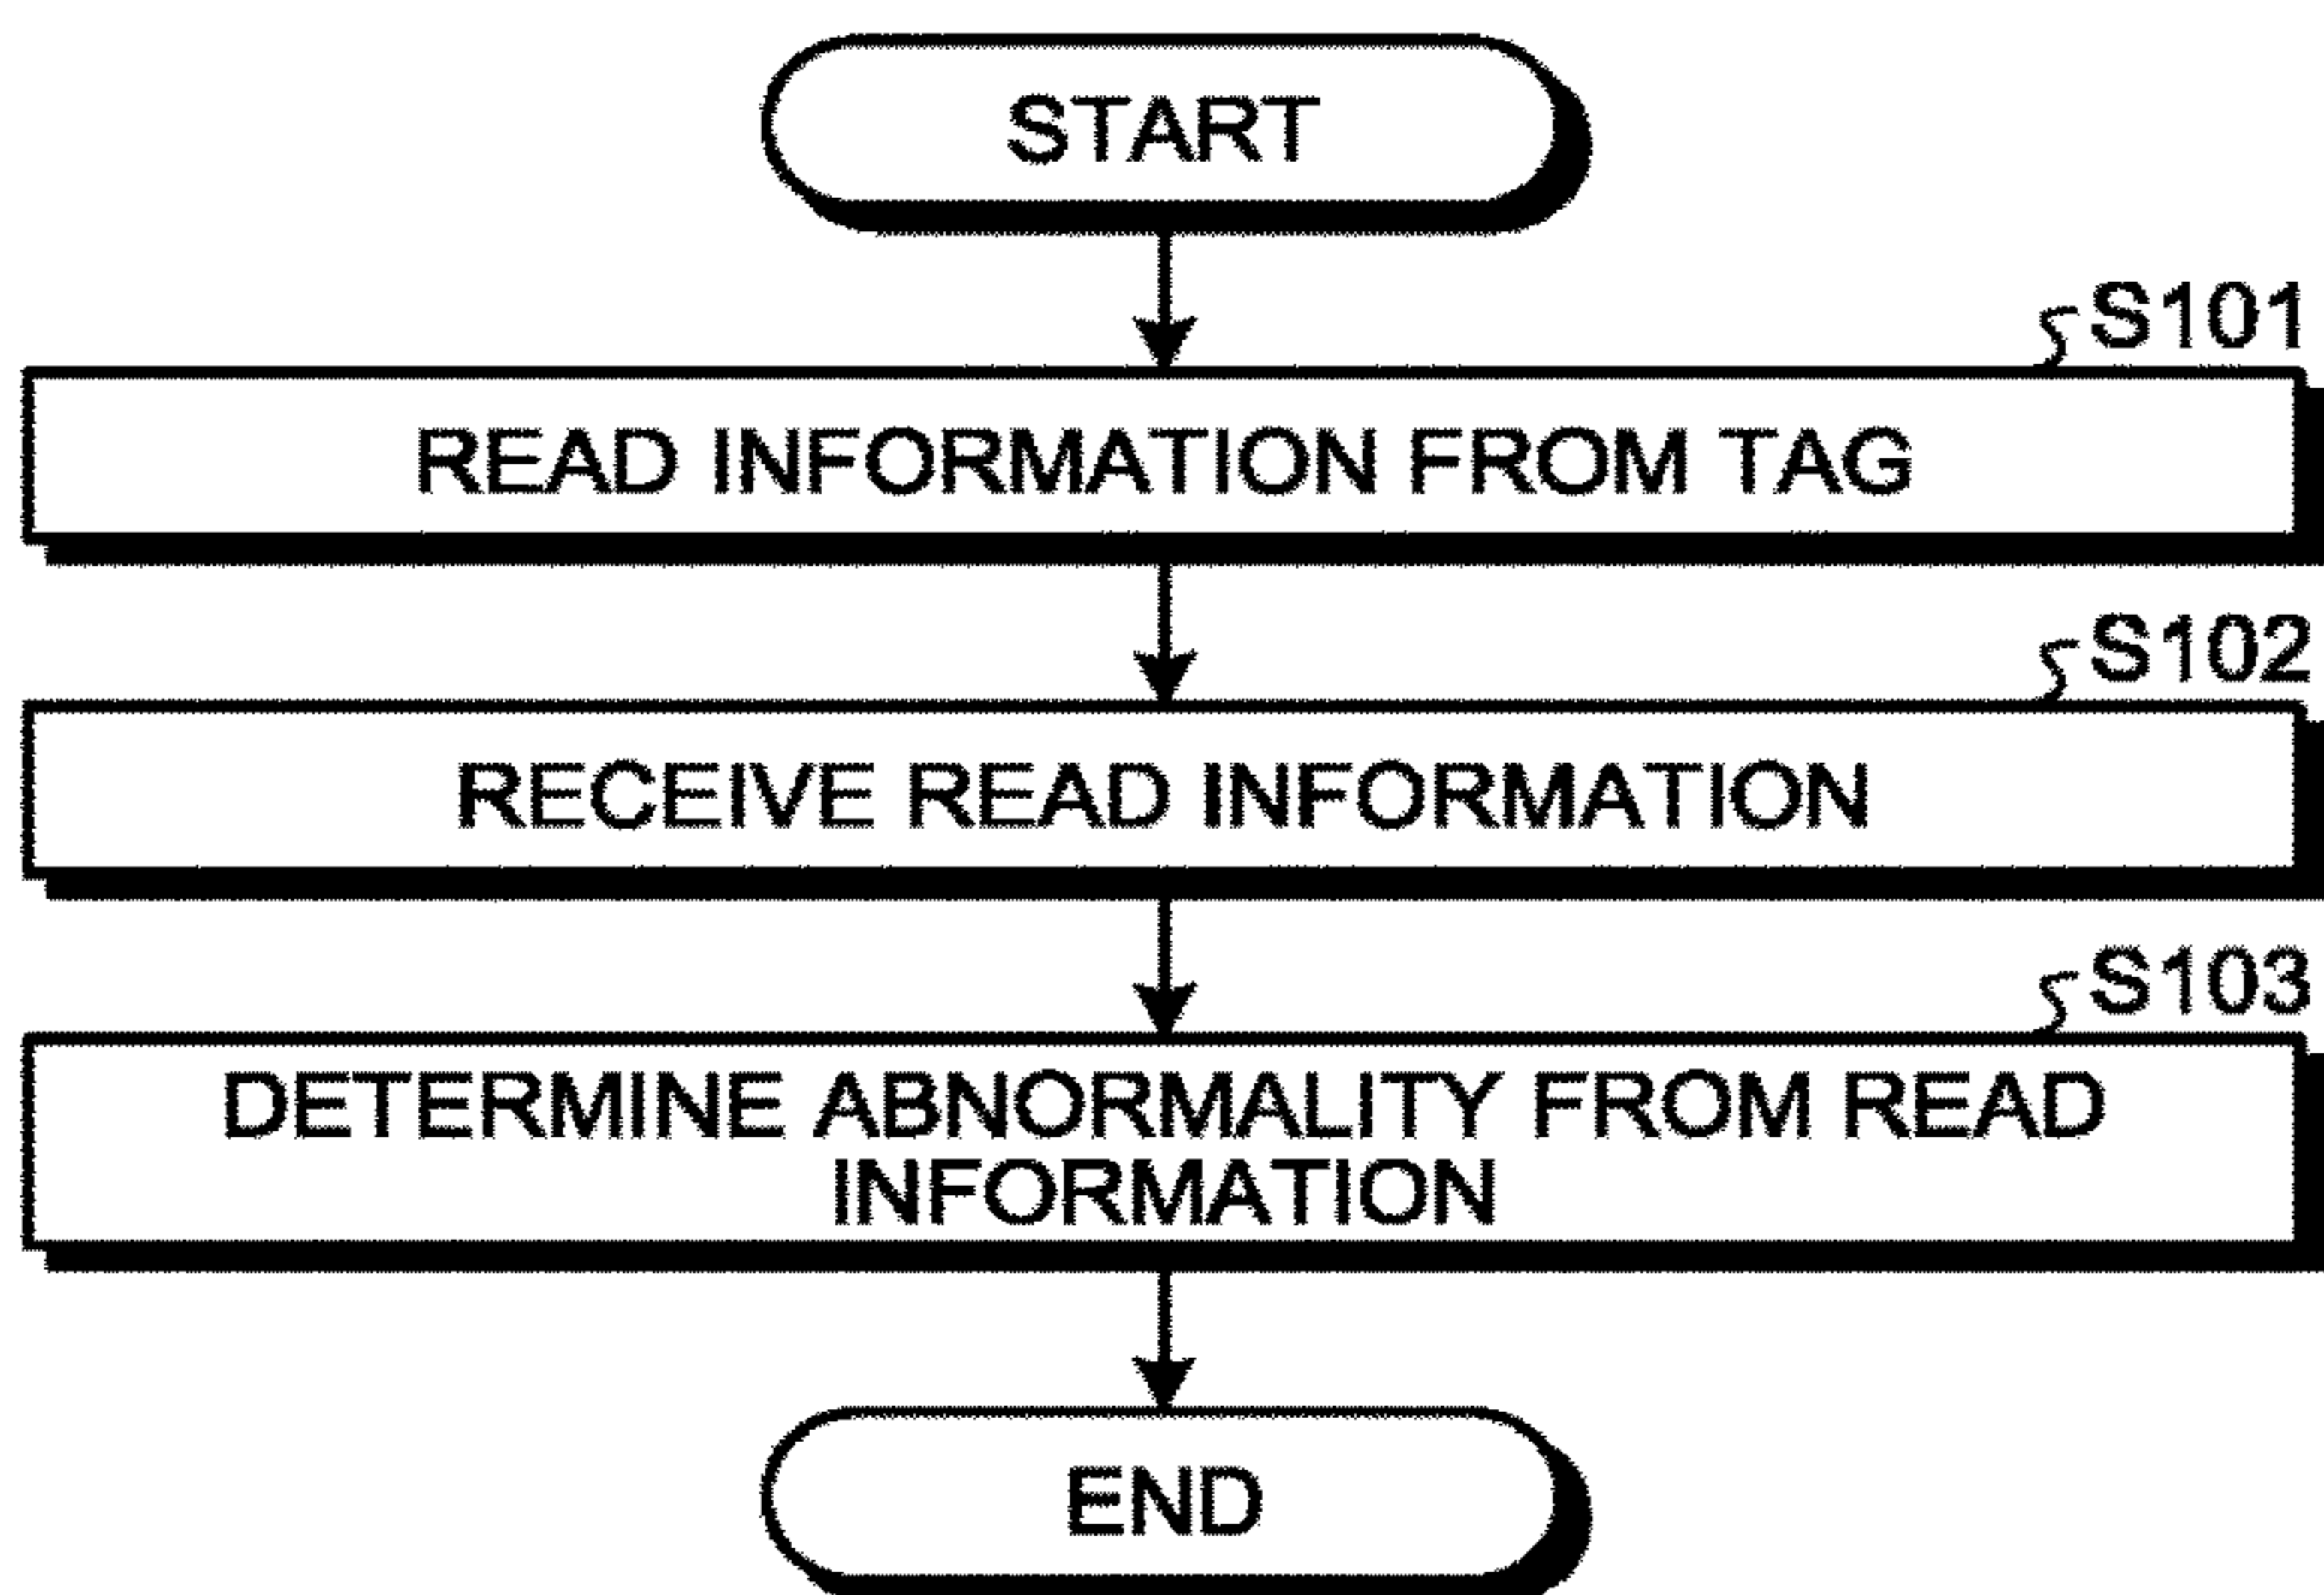 START
S101
READ INFORMATION FROM TAG
S102
RECEIVE READ INFORMATION
S103
DETERMINE ABNORMALITY FROM READ
INFORMATION
END